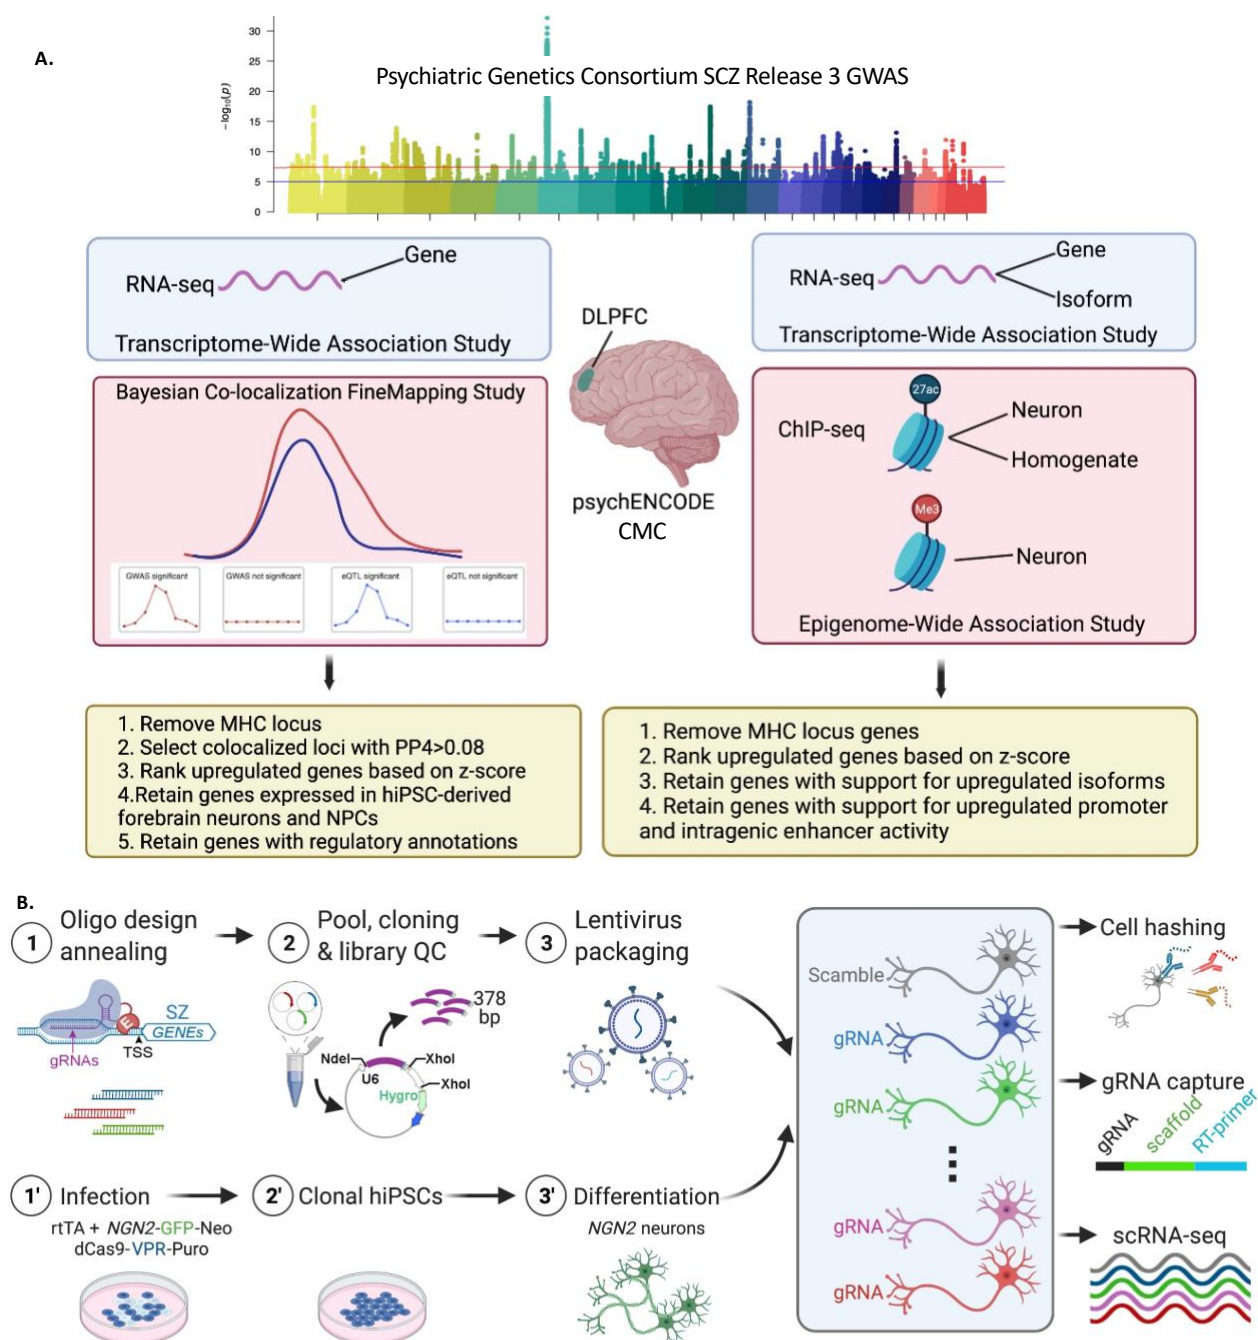 A.
Psychiatric Genetics Consortium SCZ Release 3 GWAS
−log10(p)
30
25
20
15
10
5
0
RNA-seq
Gene
Transcriptome-Wide Association Study
Bayesian Co-localization FineMapping Study
GWAS significant
GWAS not significant
eQTL significant
eQTL not significant
DLPFC
psychENCODE
CMC
RNA-seq
Gene
Isoform
Transcriptome-Wide Association Study
27ac
ChIP-seq
Neuron
Homogenate
Me3
Neuron
Epigenome-Wide Association Study
1. Remove MHC locus
2. Select colocalized loci with PP4>0.08
3. Rank upregulated genes based on z-score
4.Retain genes expressed in hiPSC-derived
forebrain neurons and NPCs
5. Retain genes with regulatory annotations
1. Remove MHC locus genes
2. Rank upregulated genes based on z-score
3. Retain genes with support for upregulated isoforms
4. Retain genes with support for upregulated promoter
and intragenic enhancer activity
B.
1
Oligo design
annealing
E
SZ
GENEs
TSS
gRNAs
2
Pool, cloning
& library QC
378
bp
NdeI
XhoI
U6
XhoI
Hygro
3
Lentivirus
packaging
1'
Infection
rtTA + NGN2-GFP-Neo
dCas9-VPR-Puro
2'
Clonal hiPSCs
3'
Differentiation
NGN2 neurons
Scamble
gRNA
gRNA
gRNA
gRNA
Cell hashing
gRNA capture
gRNA
scaffold
RT-primer
scRNA-seq